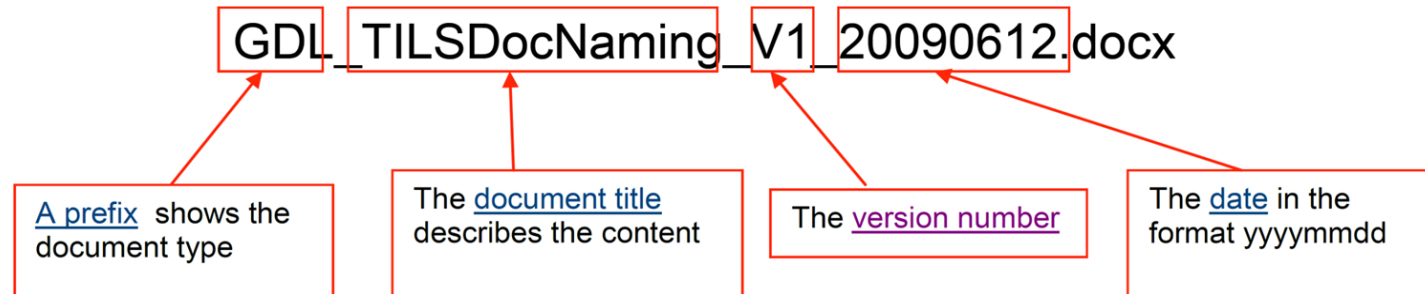 GDL_TILSDocNaming_V1_20090612.docx
A prefix shows the
document type
The document title
describes the content
The version number
The date in the
format yyyymmdd